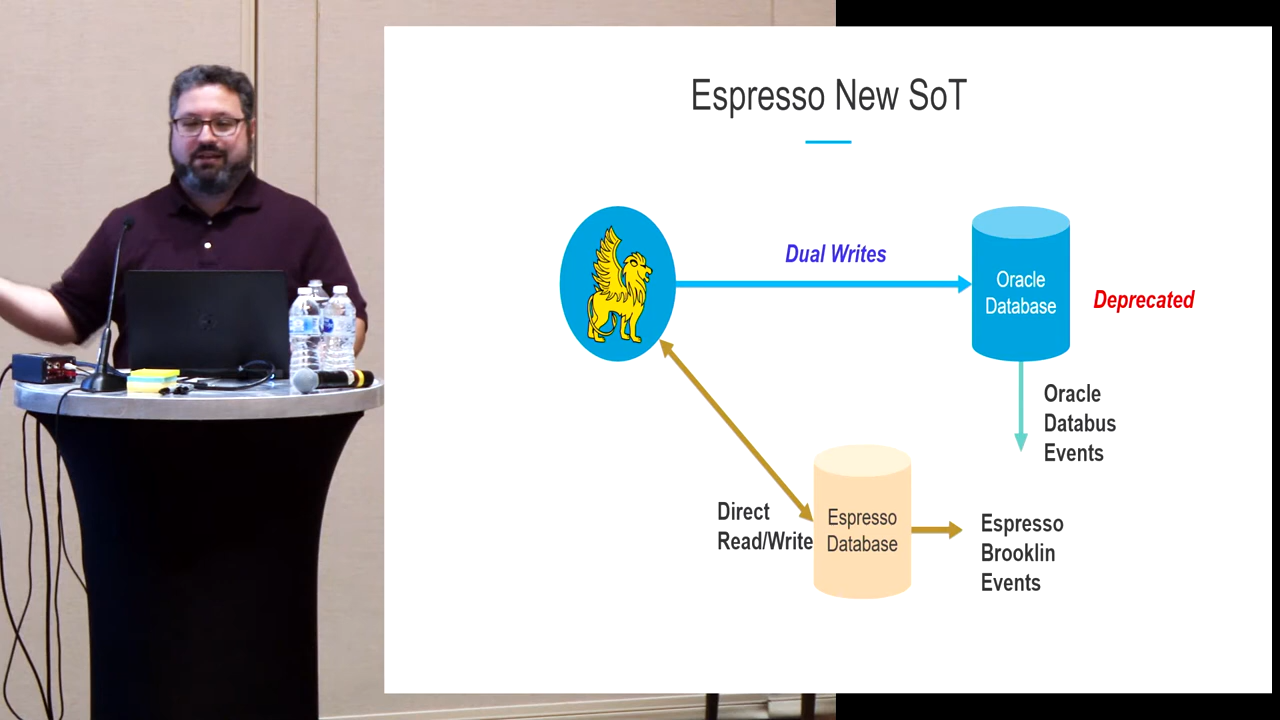 Espresso New SoT
Dual Writes
Oracle
Database
Deprecated
Oracle
Databus
Events
Direct
Read/Write
Espresso
Database
Espresso
Brooklin
Events